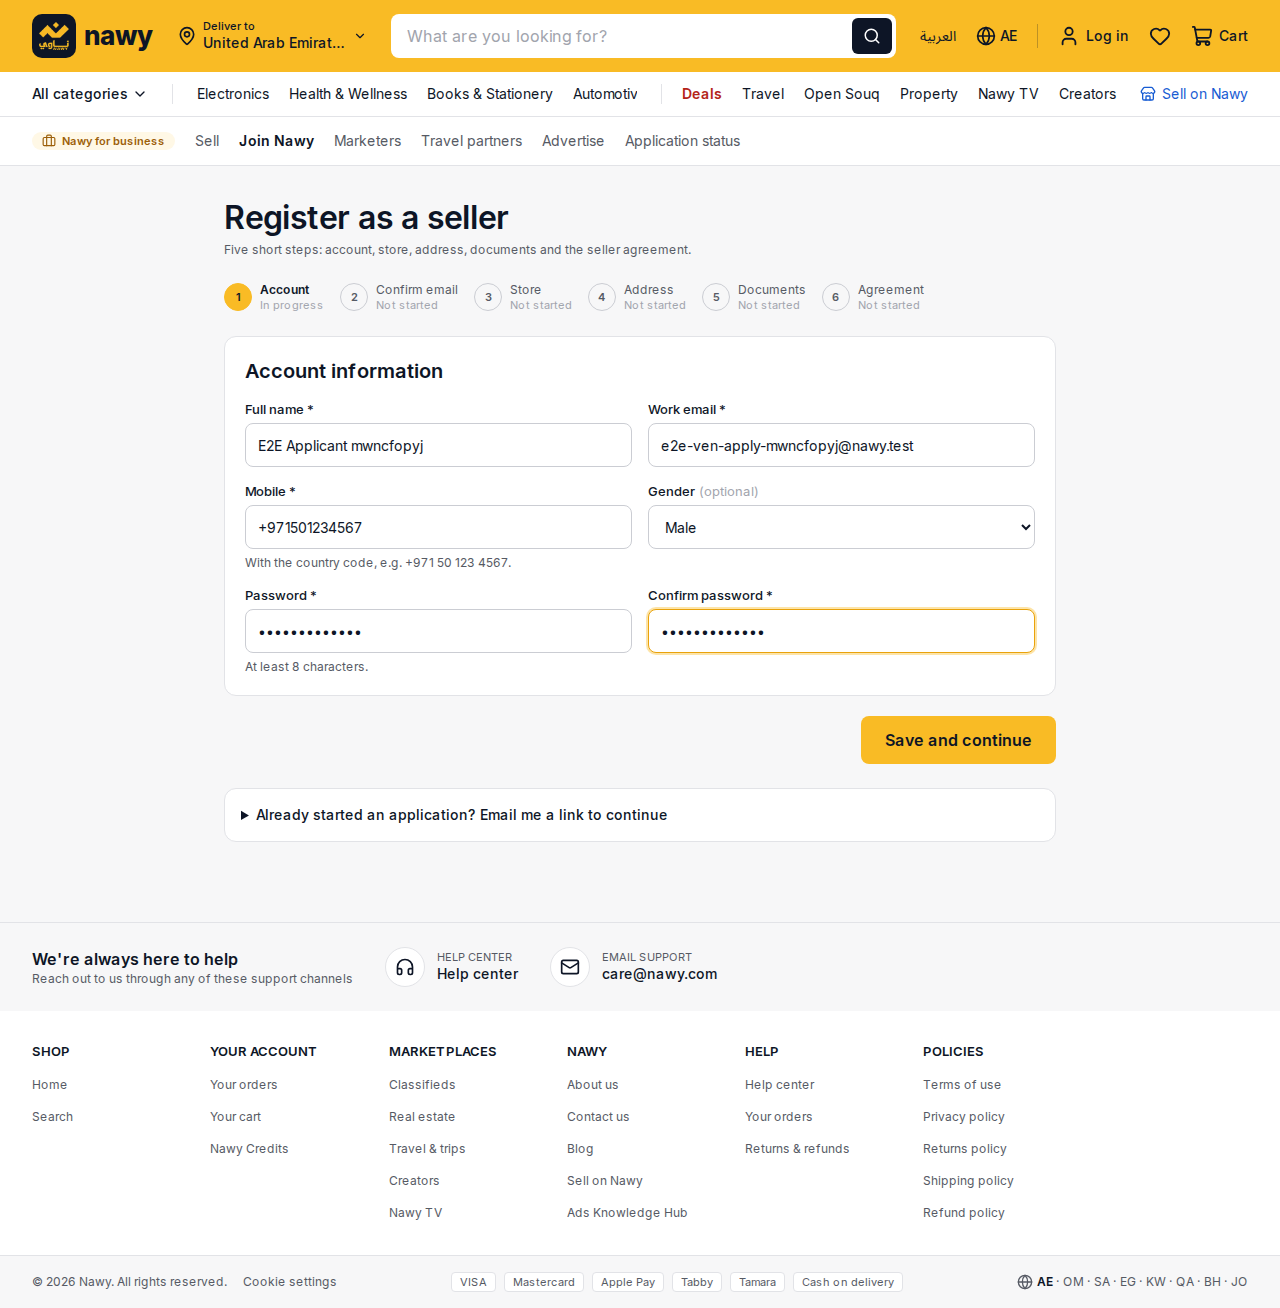 نـــاوي
NAWY
nawy
Deliver to
United Arab Emirat...
What are you looking for?
العربية
AE
Log in
Cart
All categories
Electronics
Health & Wellness
Books & Stationery
Automotiv
Deals
Travel
Open Souq
Property
Nawy TV
Creators
Sell on Nawy
Nawy for business
Sell
Join Nawy
Marketers
Travel partners
Advertise
Application status
Register as a seller
Five short steps: account, store, address, documents and the seller agreement.
1 Account In progress
2 Confirm email Not started
3 Store Not started
4 Address Not started
5 Documents Not started
6 Agreement Not started
Account information
Full name *
E2E Applicant mwncfopyj
Work email *
e2e-ven-apply-mwncfopyj@nawy.test
Mobile *
+971501234567
With the country code, e.g. +971 50 123 4567.
Gender (optional)
Male
Password *
•••••••••••••
At least 8 characters.
Confirm password *
•••••••••••••
Save and continue
Already started an application? Email me a link to continue
We're always here to help
Reach out to us through any of these support channels
HELP CENTER
Help center
EMAIL SUPPORT
care@nawy.com
SHOP
Home
Search
YOUR ACCOUNT
Your orders
Your cart
Nawy Credits
MARKETPLACES
Classifieds
Real estate
Travel & trips
Creators
Nawy TV
NAWY
About us
Contact us
Blog
Sell on Nawy
Ads Knowledge Hub
HELP
Help center
Your orders
Returns & refunds
POLICIES
Terms of use
Privacy policy
Returns policy
Shipping policy
Refund policy
© 2026 Nawy. All rights reserved.
Cookie settings
VISA
Mastercard
Apple Pay
Tabby
Tamara
Cash on delivery
AE · OM · SA · EG · KW · QA · BH · JO